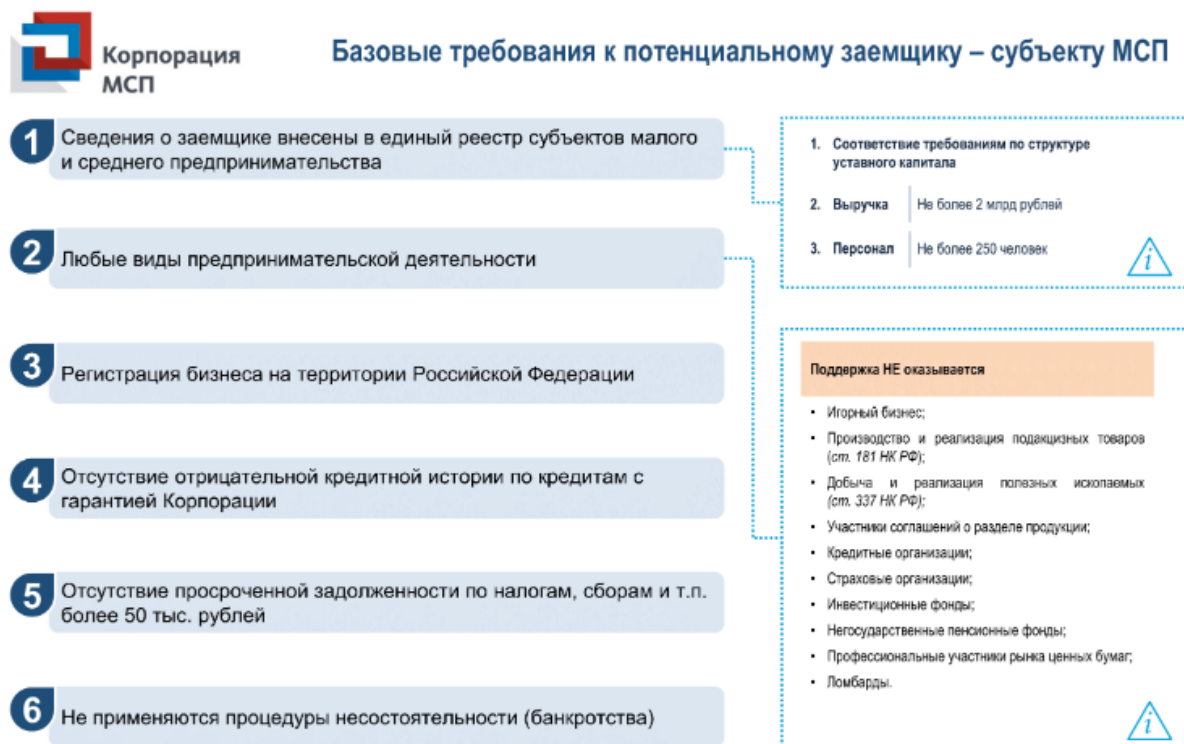 Корпорация
МСП
Базовые требования к потенциальному заемщику – субъекту МСП
1
Сведения о заемщике внесены в единый реестр субъектов малого
и среднего предпринимательства
2
Любые виды предпринимательской деятельности
3
Регистрация бизнеса на территории Российской Федерации
4
Отсутствие отрицательной кредитной истории по кредитам с
гарантией Корпорации
5
Отсутствие просроченной задолженности по налогам, сборам и т.п.
более 50 тыс. рублей
6
Не применяются процедуры несостоятельности (банкротства)
1. Соответствие требованиям по структуре
уставного капитала
2. Выручка Не более 2 млрд рублей
3. Персонал Не более 250 человек
i
Поддержка НЕ оказывается
• Игорный бизнес;
• Производство и реализация подакцизных товаров
(ст. 181 НК РФ);
• Добыча и реализация полезных ископаемых
(ст. 337 НК РФ);
• Участники соглашений о разделе продукции;
• Кредитные организации;
• Страховые организации;
• Инвестиционные фонды;
• Негосударственные пенсионные фонды;
• Профессиональные участники рынка ценных бумаг;
• Ломбарды.
i